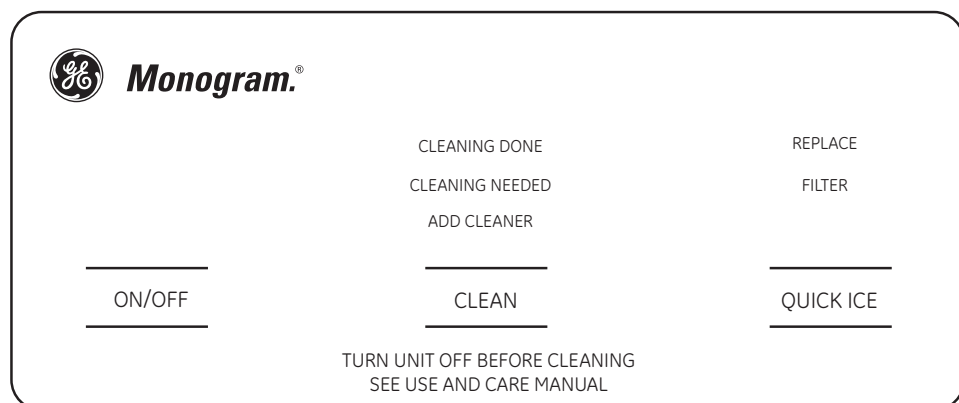 GE Monogram.®
CLEANING DONE
CLEANING NEEDED
ADD CLEANER
REPLACE
FILTER
ON/OFF
CLEAN
QUICK ICE
TURN UNIT OFF BEFORE CLEANING
SEE USE AND CARE MANUAL